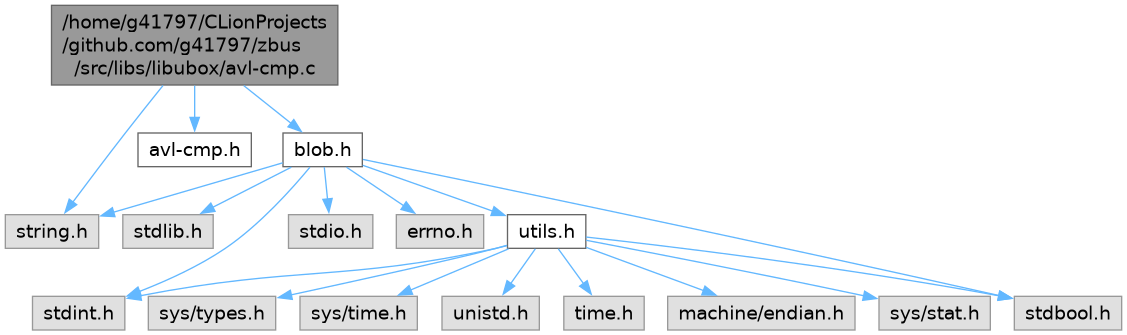 /home/g41797/CLionProjects
/github.com/g41797/zbus
/src/libs/libubox/avl-cmp.c
avl-cmp.h
blob.h
string.h
stdlib.h
stdio.h
errno.h
utils.h
stdint.h
sys/types.h
sys/time.h
unistd.h
time.h
machine/endian.h
sys/stat.h
stdbool.h